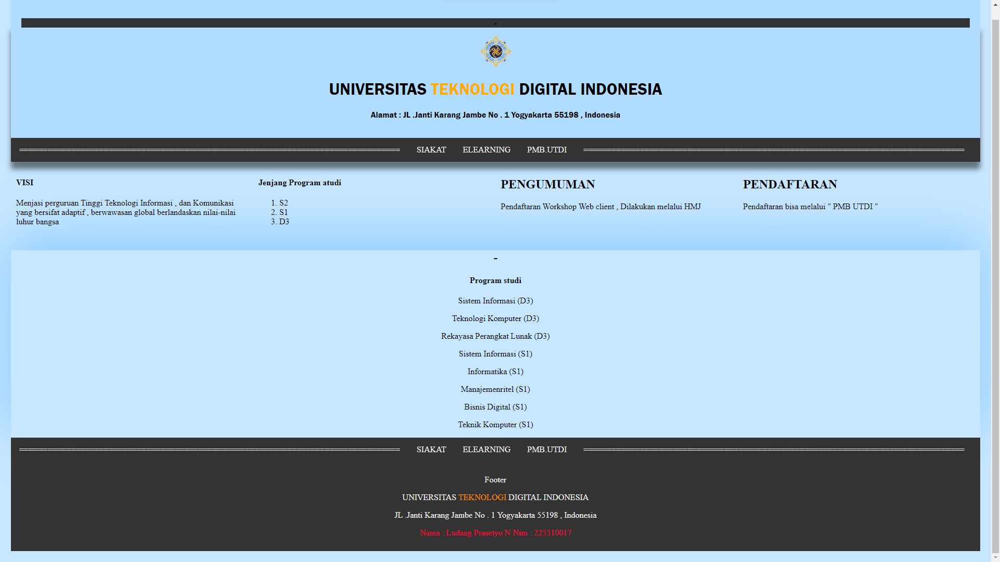 -
UNIVERSITAS TEKNOLOGI DIGITAL INDONESIA
Alamat : JL .Janti Karang Jambe No . 1 Yogyakarta 55198 , Indonesia
SIAKAT ELEARNING PMB.UTDI
VISI
Menjasi perguruan Tinggi Teknologi Informasi , dan Komunikasi
yang bersifat adaptif , berwawasan global berlandaskan nilai-nilai
luhur bangsa
Jenjang Program atudi
1. S2
2. S1
3. D3
PENGUMUMAN
Pendaftaran Workshop Web client , Dilakukan melalui HMJ
PENDAFTARAN
Pendaftaran bisa melalui " PMB UTDI "
-
Program studi
Sistem Informasi (D3)
Teknologi Komputer (D3)
Rekayasa Perangkat Lunak (D3)
Sistem Informasi (S1)
Informatika (S1)
Manajemenritel (S1)
Bisnis Digital (S1)
Teknik Komputer (S1)
SIAKAT ELEARNING PMB.UTDI
Footer
UNIVERSITAS TEKNOLOGI DIGITAL INDONESIA
JL .Janti Karang Jambe No . 1 Yogyakarta 55198 , Indonesia
Nama : Ludang Prasetyo N Nim : 225510017